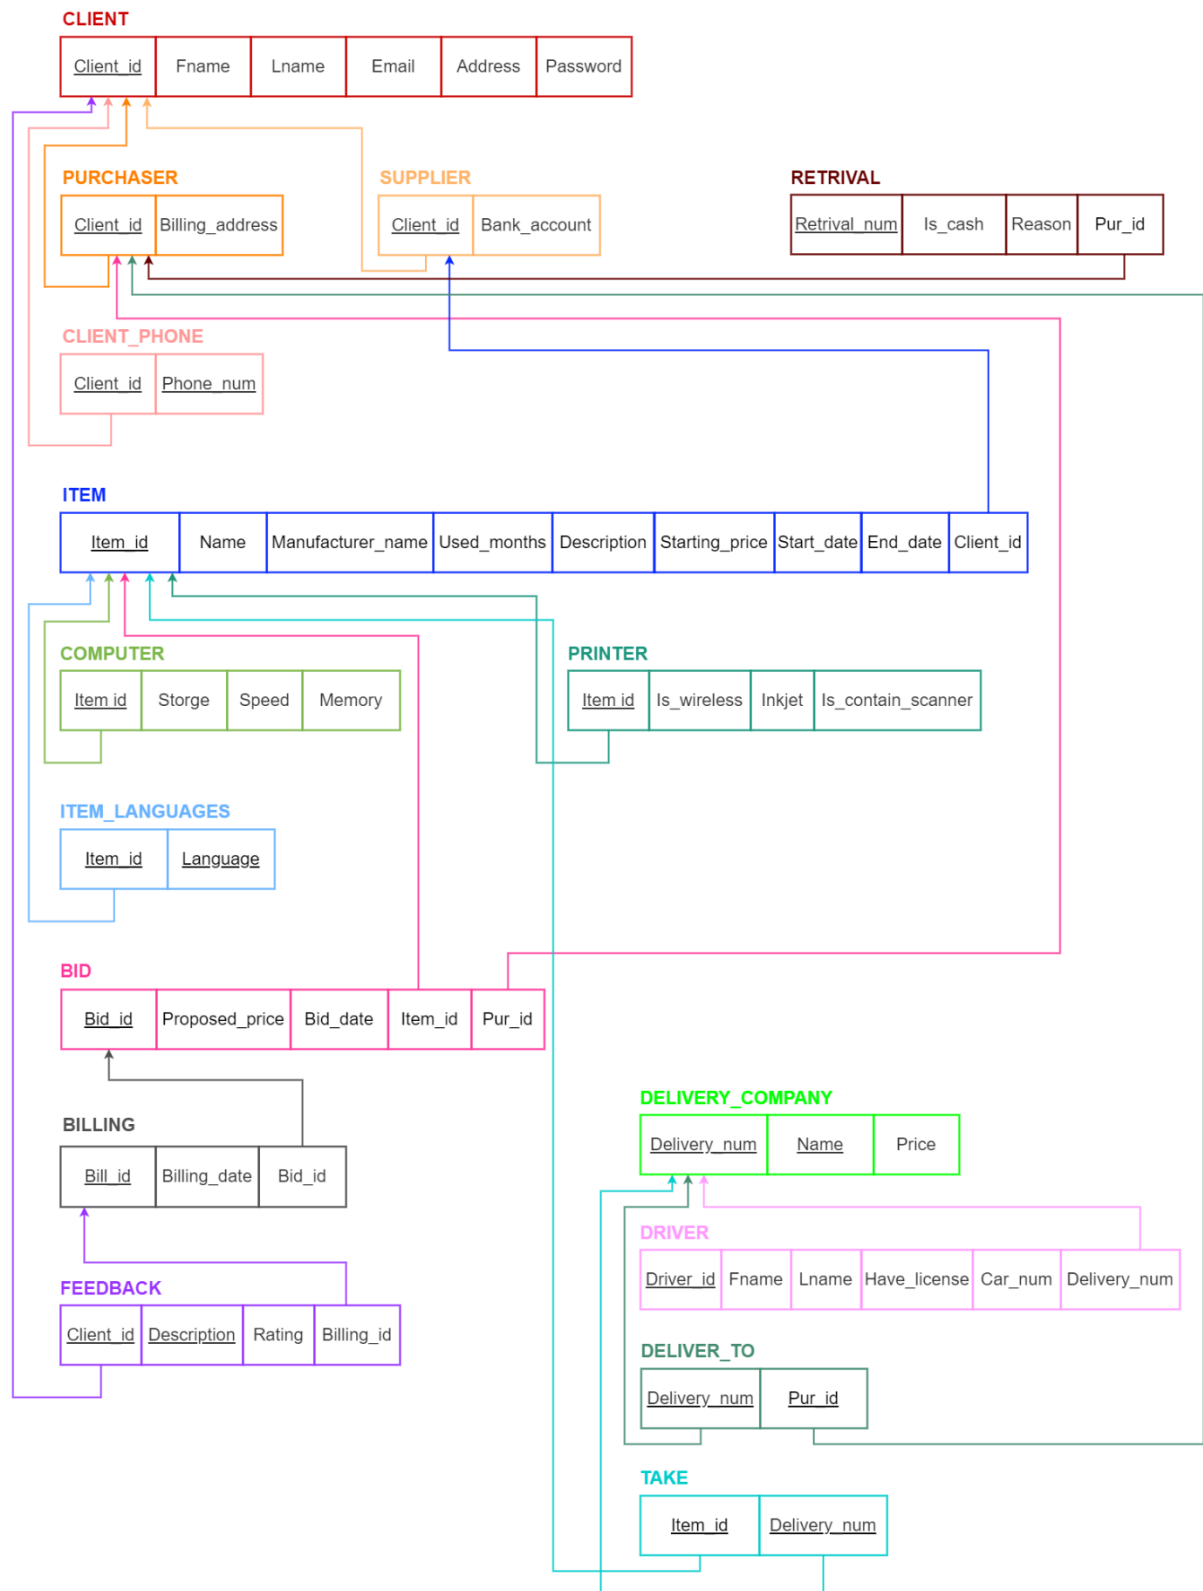 CLIENT
Client_id Fname Lname Email Address Password
PURCHASER SUPPLIER RETRIVAL
Client_id Billing_address Client_id Bank_account Retrival_num Is_cash Reason Pur_id
CLIENT_PHONE
Client_id Phone_num
ITEM
Item_id Name Manufacturer_name Used_months Description Starting_price Start_date End_date Client_id
COMPUTER PRINTER
Item id Storge Speed Memory Item id Is_wireless Inkjet Is_contain_scanner
ITEM_LANGUAGES
Item_id Language
BID
Bid_id Proposed_price Bid_date Item_id Pur_id
DELIVERY_COMPANY
BILLING
Delivery_num Name Price
Bill_id Billing_date Bid_id
DRIVER
Driver_id Fname Lname Have_license Car_num Delivery_num
FEEDBACK
Client_id Description Rating Billing_id
DELIVER_TO
Delivery_num Pur_id
TAKE
Item_id Delivery_num